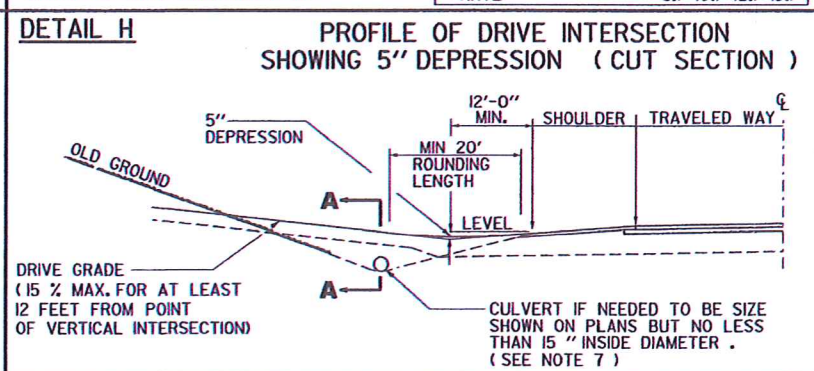 DETAIL H
PROFILE OF DRIVE INTERSECTION
SHOWING 5" DEPRESSION ( CUT SECTION )
12'-0"
MIN.
SHOULDER
TRAVELED WAY
℄
5"
DEPRESSION
MIN 20'
ROUNDING
LENGTH
OLD GROUND
A
LEVEL
A
DRIVE GRADE
(15 % MAX. FOR AT LEAST
12 FEET FROM POINT
OF VERTICAL INTERSECTION)
CULVERT IF NEEDED TO BE SIZE
SHOWN ON PLANS BUT NO LESS
THAN 15 " INSIDE DIAMETER .
( SEE NOTE 7 )